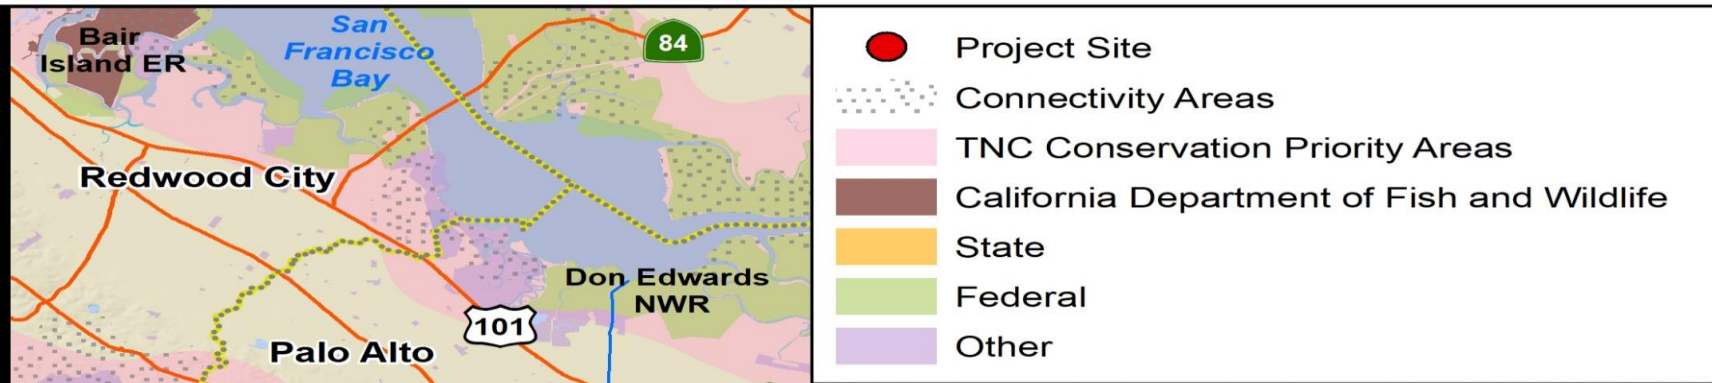 Bair
Island ER
San
Francisco
Bay
84
Redwood City
Don Edwards
NWR
101
Palo Alto
Project Site
Connectivity Areas
TNC Conservation Priority Areas
California Department of Fish and Wildlife
State
Federal
Other